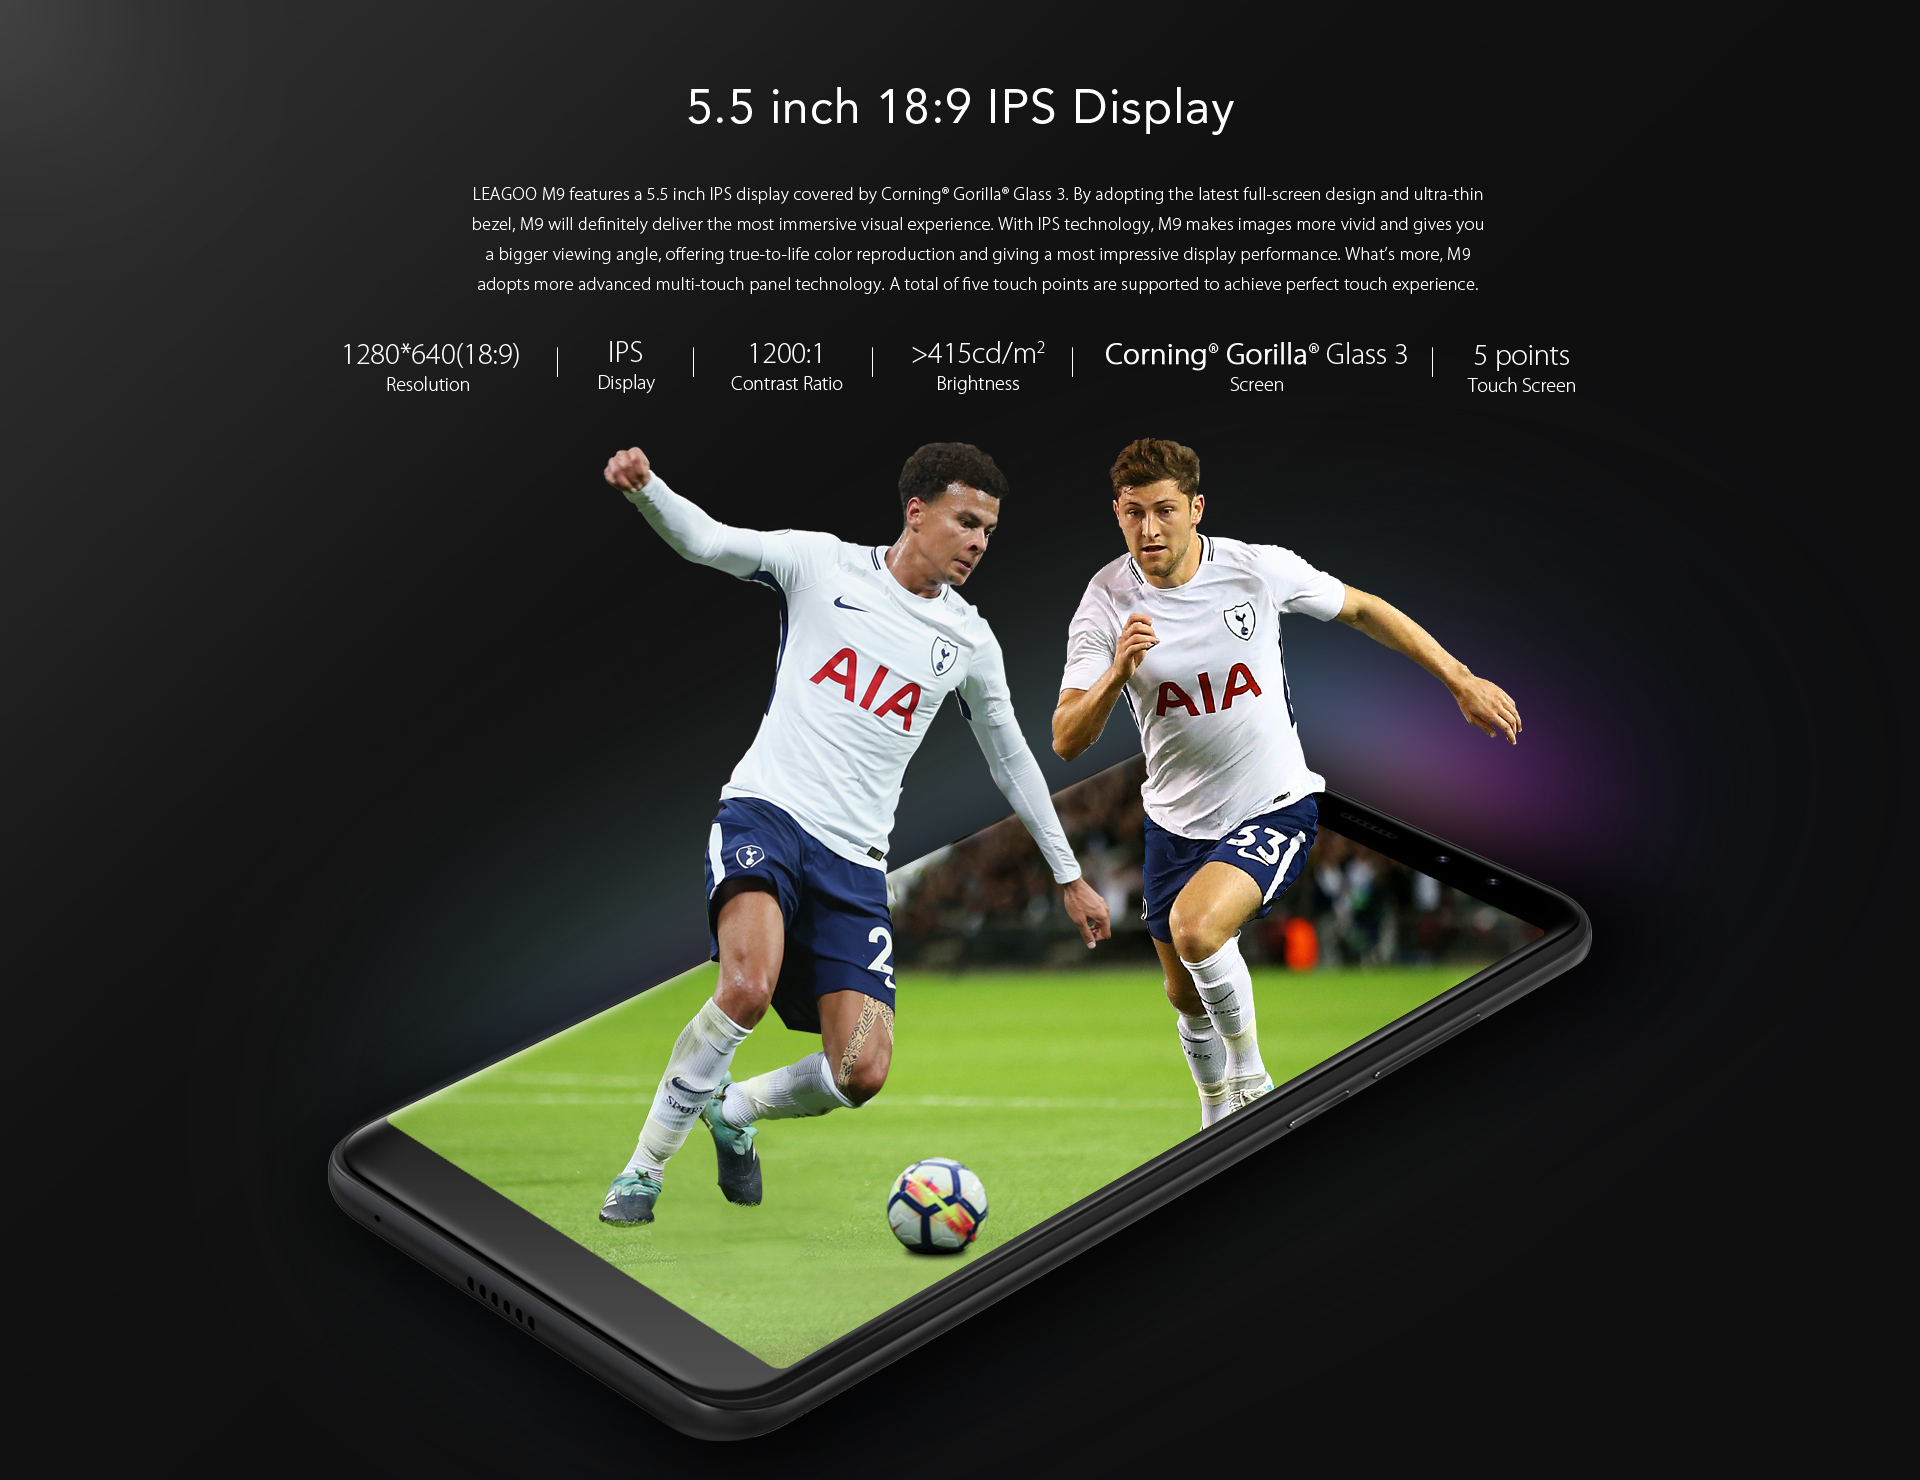 5.5 inch 18:9 IPS Display
LEAGOO M9 features a 5.5 inch IPS display covered by Corning® Gorilla® Glass 3. By adopting the latest full-screen design and ultra-thin
bezel, M9 will definitely deliver the most immersive visual experience. With IPS technology, M9 makes images more vivid and gives you
a bigger viewing angle, offering true-to-life color reproduction and giving a most impressive display performance. What's more, M9
adopts more advanced multi-touch panel technology. A total of five touch points are supported to achieve perfect touch experience.
1280*640(18:9)
Resolution
IPS
Display
1200:1
Contrast Ratio
>415cd/m²
Brightness
Corning® Gorilla® Glass 3
Screen
5 points
Touch Screen
AIA
AIA
33
2
SPURS